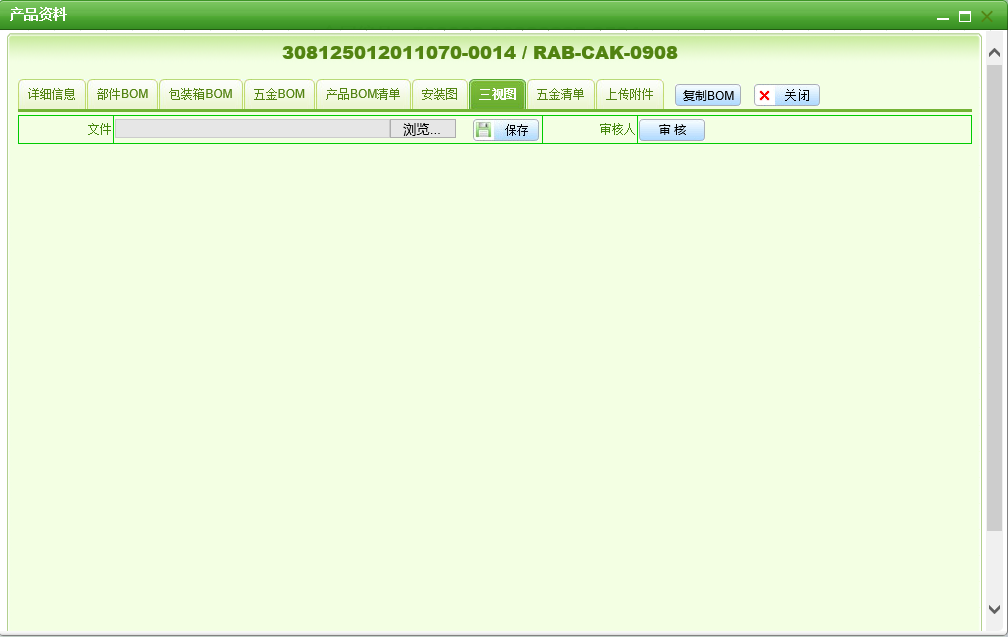 产品资料
308125012011070-0014 / RAB-CAK-0908
详细信息 部件BOM 包装箱BOM 五金BOM 产品BOM清单 安装图 三视图 五金清单 上传附件 复制BOM 关闭
文件 浏览... 保存 审核人 审 核